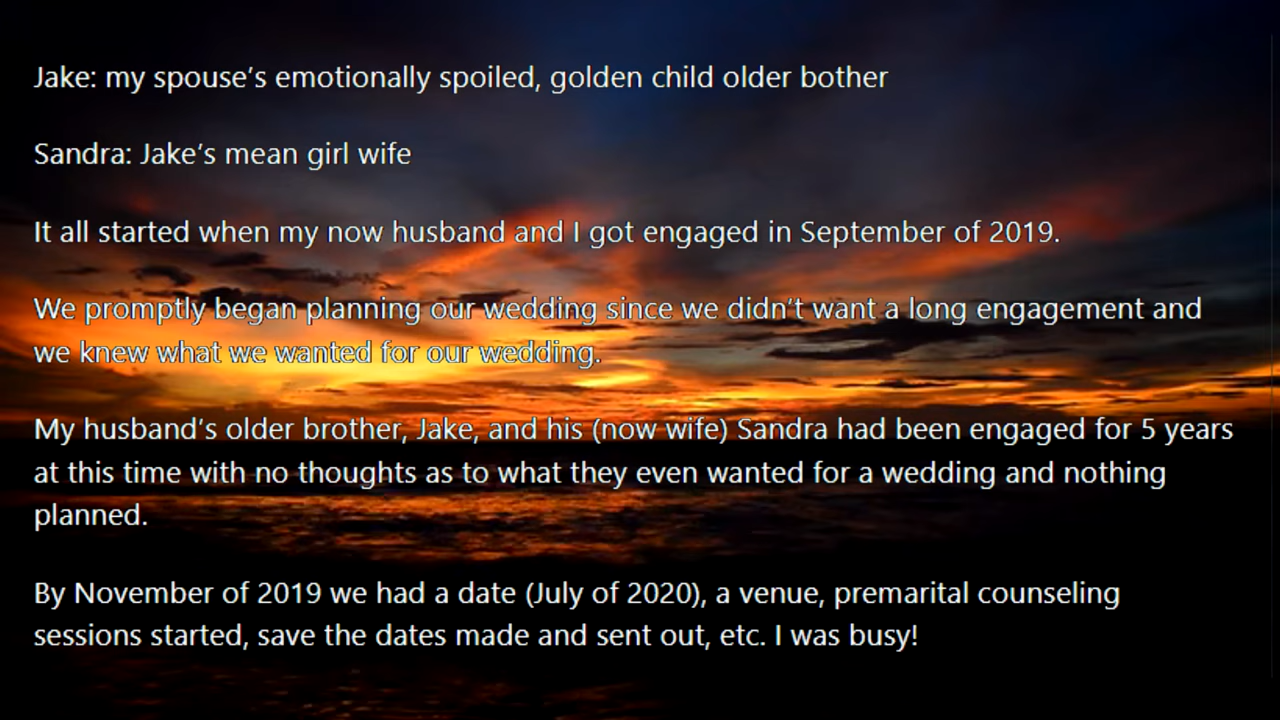 Jake: my spouse’s emotionally spoiled, golden child older bother
Sandra: Jake’s mean girl wife
It all started when my now husband and I got engaged in September of 2019.
We promptly began planning our wedding since we didn’t want a long engagement and
we knew what we wanted for our wedding.
My husband’s older brother, Jake, and his (now wife) Sandra had been engaged for 5 years
at this time with no thoughts as to what they even wanted for a wedding and nothing
planned.
By November of 2019 we had a date (July of 2020), a venue, premarital counseling
sessions started, save the dates made and sent out, etc. I was busy!